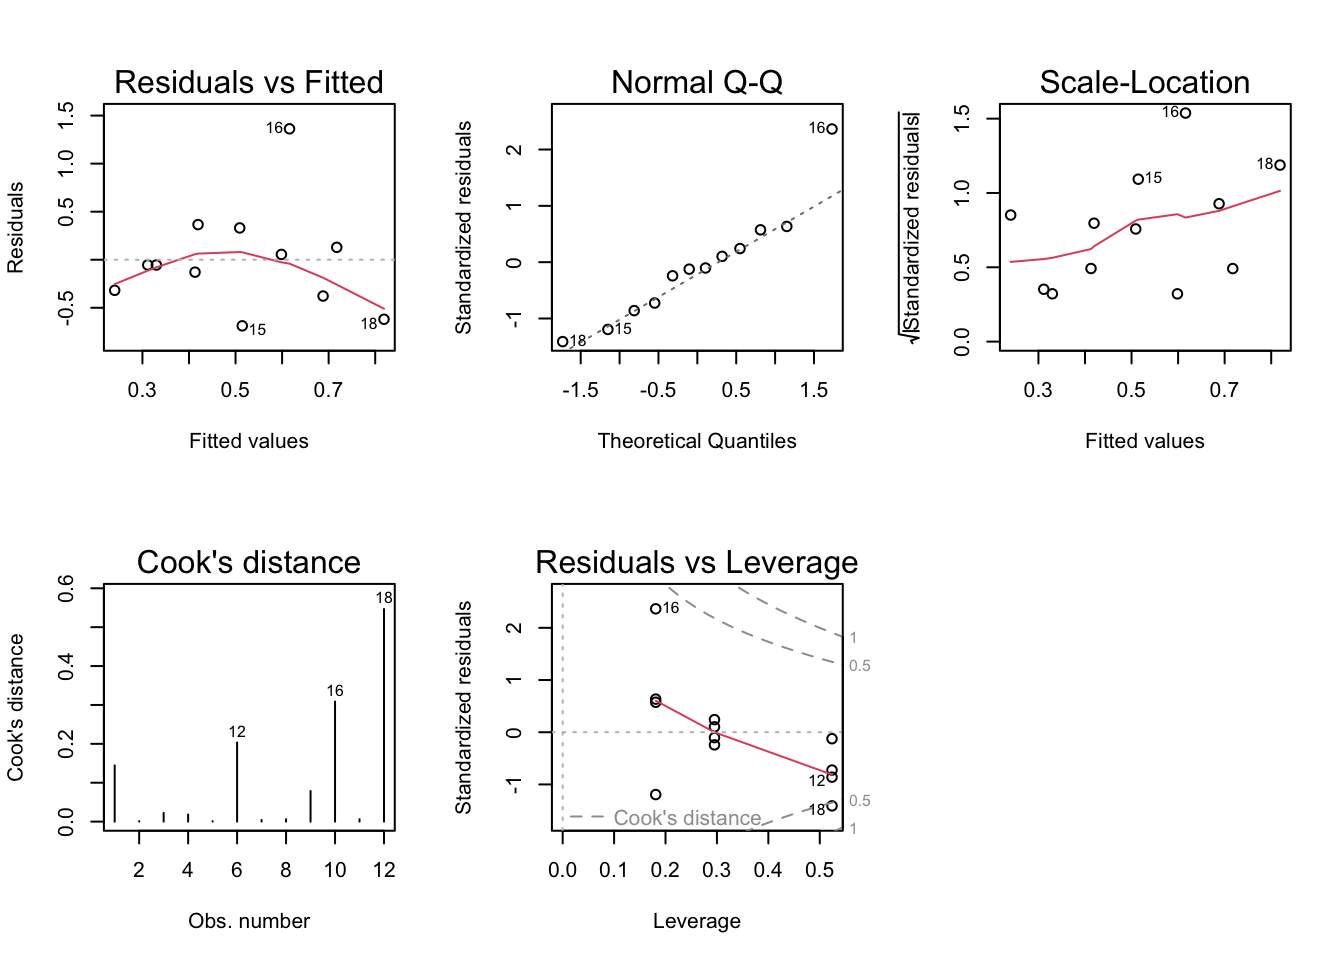 Residuals vs Fitted
Residuals
-0.5 0.5 1.0 1.5
16
15
18
0.3 0.5 0.7
Fitted values
Normal Q-Q
Standardized residuals
-1 0 1 2
16
18
15
-1.5 -0.5 0.5 1.5
Theoretical Quantiles
Scale-Location
√|Standardized residuals|
0.0 0.5 1.0 1.5
16
18
15
0.3 0.5 0.7
Fitted values
Cook's distance
Cook's distance
0.0 0.2 0.4 0.6
18
16
12
2 4 6 8 10 12
Obs. number
Residuals vs Leverage
Standardized residuals
-1 0 1 2
16
1
0.5
12
0.5
18
Cook's distance
1
0.0 0.1 0.2 0.3 0.4 0.5
Leverage